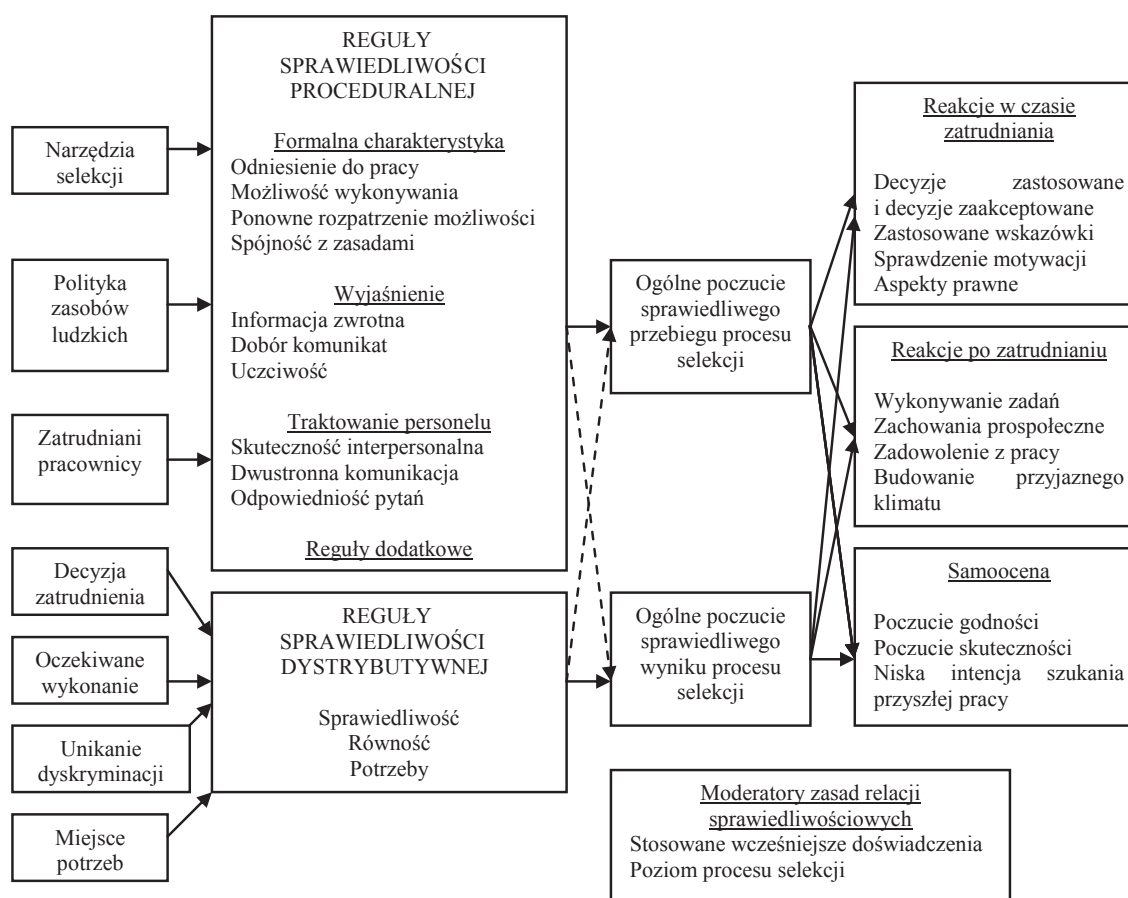 Narzędzia
selekcji
Polityka
zasobów
ludzkich
Zatrudniani
pracownicy
Decyzja
zatrudnienia
Oczekiwane
wykonanie
Unikanie
dyskryminacji
Miejsce
potrzeb
REGUŁY
SPRAWIEDLIWOŚCI
PROCEDURALNEJ
Formalna charakterystyka
Odniesienie do pracy
Możliwość wykonywania
Ponowne rozpatrzenie możliwości
Spójność z zasadami
Wyjaśnienie
Informacja zwrotna
Dobór komunikat
Uczciwość
Traktowanie personelu
Skuteczność interpersonalna
Dwustronna komunikacja
Odpowiedniość pytań
Reguły dodatkowe
REGUŁY
SPRAWIEDLIWOŚCI
DYSTRYBUTYWNEJ
Sprawiedliwość
Równość
Potrzeby
Ogólne poczucie
sprawiedliwego
przebiegu procesu
selekcji
Ogólne poczucie
sprawiedliwego
wyniku procesu
selekcji
Reakcje w czasie
zatrudniania
Decyzje zastosowane
i decyzje zaakceptowane
Zastosowane wskazówki
Sprawdzenie motywacji
Aspekty prawne
Reakcje po zatrudnianiu
Wykonywanie zadań
Zachowania prospołeczne
Zadowolenie z pracy
Budowanie przyjaznego
klimatu
Samoocena
Poczucie godności
Poczucie skuteczności
Niska intencja szukania
przyszłej pracy
Moderatory zasad relacji
sprawiedliwościowych
Stosowane wcześniejsze doświadczenia
Poziom procesu selekcji